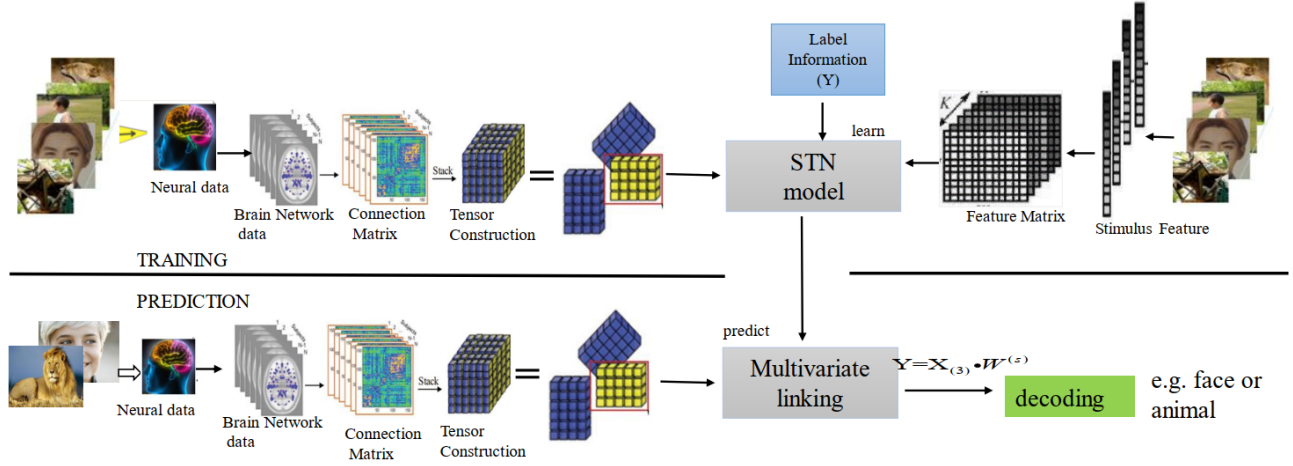 Label
Information
(Y)
learn
STN
model
K
Neural data
Stack
Brain Network
data
Connection
Matrix
Tensor
Construction
Feature Matrix
Stimulus Feature
TRAINING
PREDICTION
predict
Multivariate
linking
Y=X(3)•W(s)
decoding
e.g. face or
animal
Neural data
Stack
Brain Network
data
Connection
Matrix
Tensor
Construction